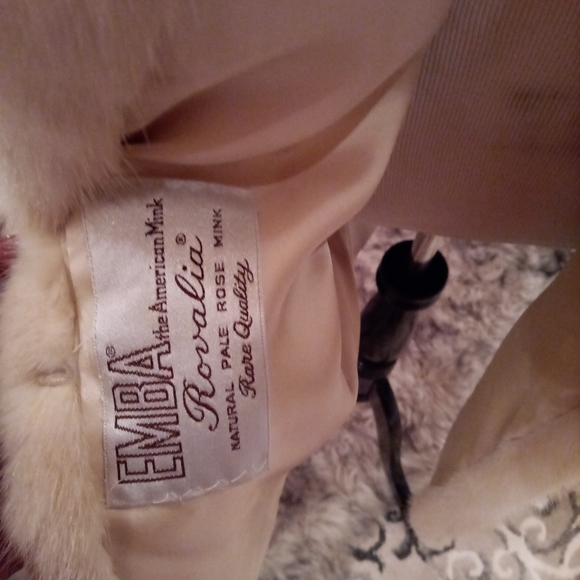 EMBA® the American Mink
Rovalia®
NATURAL PALE ROSE MINK
Rare Quality